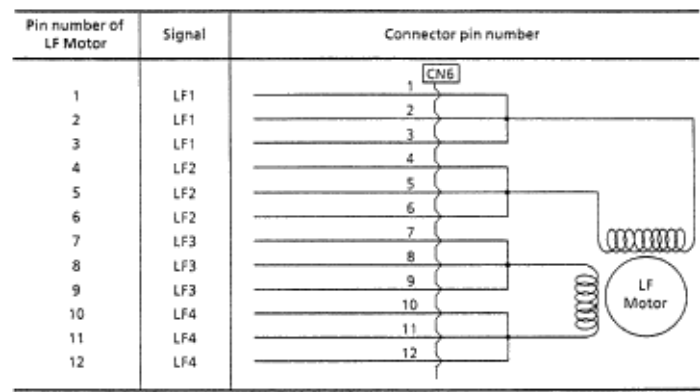 Pin number of LF Motor Signal Connector pin number
CN6
1 LF1 1
2 LF1 2
3 LF1 3
4 LF2 4
5 LF2 5
6 LF2 6
7 LF3 7
8 LF3 8
9 LF3 9
10 LF4 10
11 LF4 11
12 LF4 12
LF
Motor